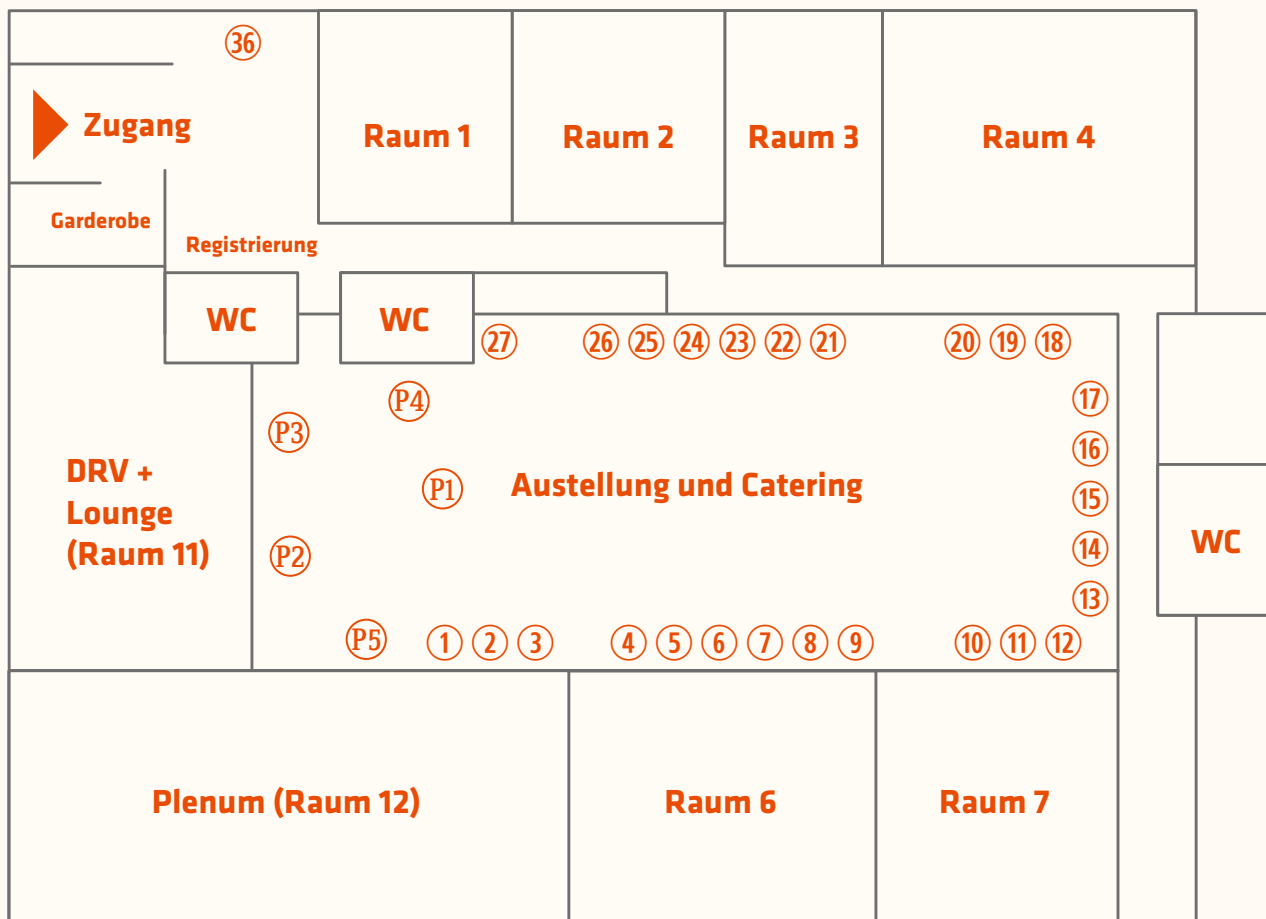 36
Zugang
Raum 1
Raum 2
Raum 3
Raum 4
Garderobe
Registrierung
WC
WC
27
26
25
24
23
22
21
20
19
18
17
16
15
14
13
P4
P3
P1
P2
P5
Austellung und Catering
DRV +
Lounge
(Raum 11)
WC
1
2
3
4
5
6
7
8
9
10
11
12
Plenum (Raum 12)
Raum 6
Raum 7